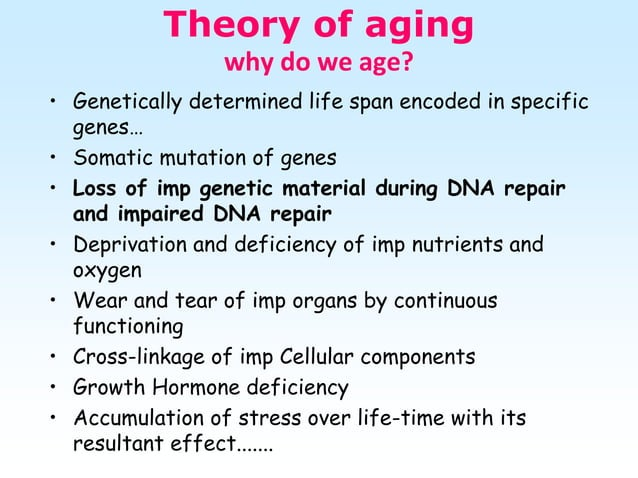 Theory of aging
why do we age?
• Genetically determined life span encoded in specific
genes…
• Somatic mutation of genes
• Loss of imp genetic material during DNA repair
and impaired DNA repair
• Deprivation and deficiency of imp nutrients and
oxygen
• Wear and tear of imp organs by continuous
functioning
• Cross-linkage of imp Cellular components
• Growth Hormone deficiency
• Accumulation of stress over life-time with its
resultant effect.......